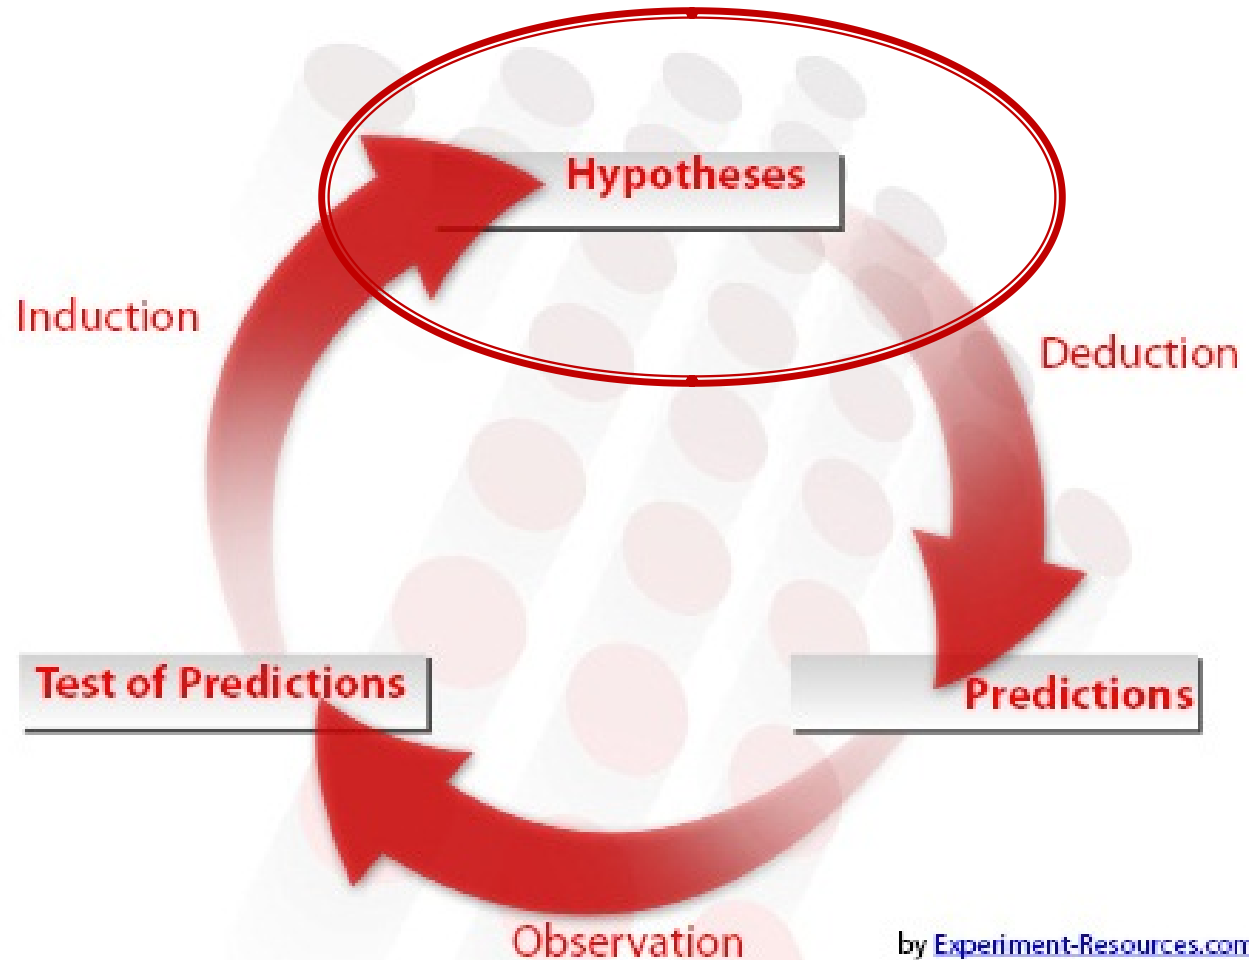 Hypotheses
Induction
Deduction
Test of Predictions
Predictions
Observation
by Experiment-Resources.com